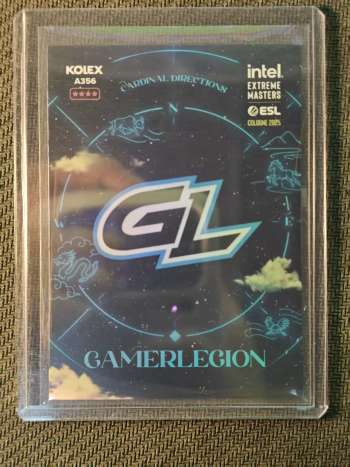 KOLEX
A356
★★★★
intel
EXTREME
MASTERS
ESL
COLOGNE 2025
CARDINAL DIRECTIONS
N
E
GL
GAMERLEGION